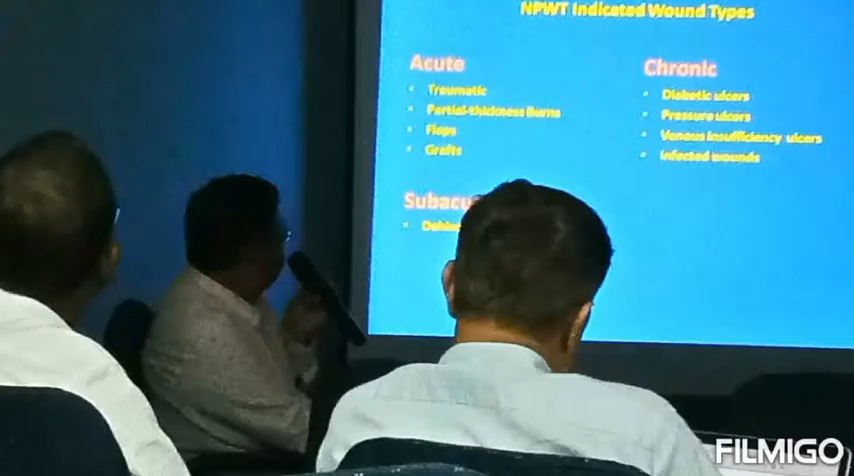 NPWT Indicated Wound Types
Acute
Traumatic
Partial-thickness Burns
Flaps
Grafts
Chronic
Diabetic ulcers
Pressure ulcers
Venous insufficiency ulcers
Infected wounds
FILMIGO